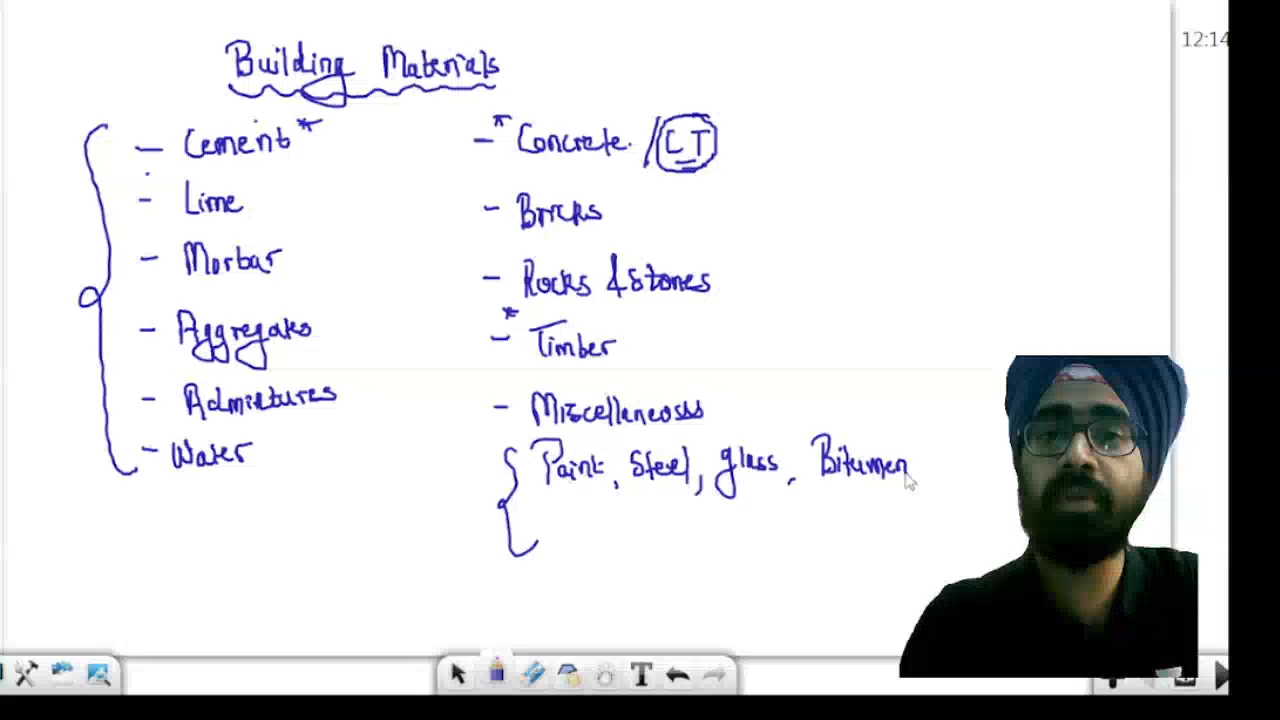 Building Materials
- Cement*
- Lime
- Mortar
- Aggregates
- Admixtures
- Water
-* Concrete. / CT
- Bricks
- Rocks & Stones
-* Timber
- Miscellaneosss
Paint, Steel, glass, Bitumen
12:14
T